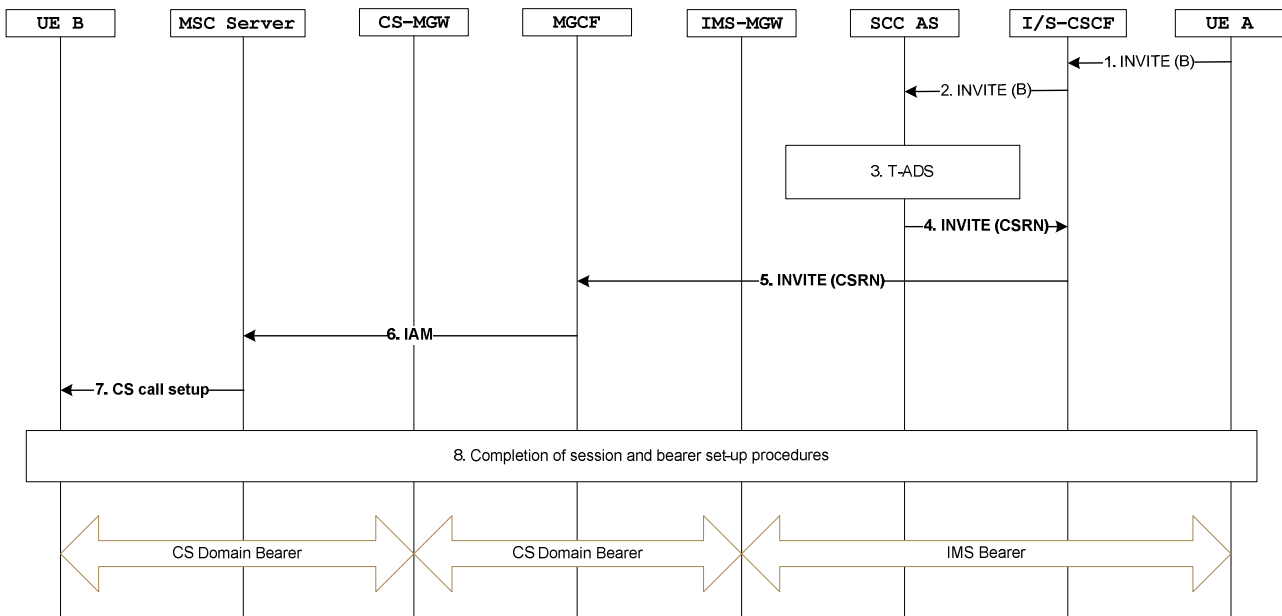 UE B
MSC Server
CS-MGW
MGCF
IMS-MGW
SCC AS
I/S-CSCF
UE A
1. INVITE (B)
2. INVITE (B)
3. T-ADS
4. INVITE (CSRN)
5. INVITE (CSRN)
6. IAM
7. CS call setup
8. Completion of session and bearer set-up procedures
CS Domain Bearer
CS Domain Bearer
IMS Bearer